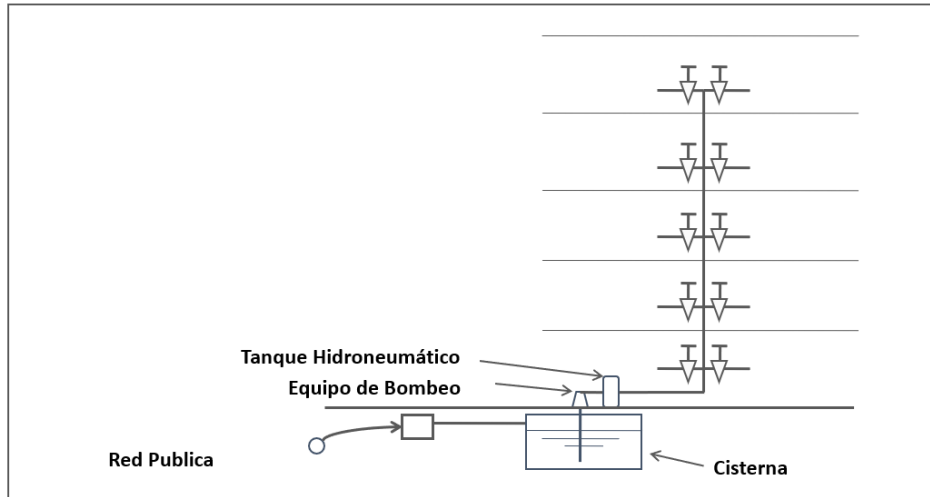 Tanque Hidroneumático
Equipo de Bombeo
Red Publica
Cisterna